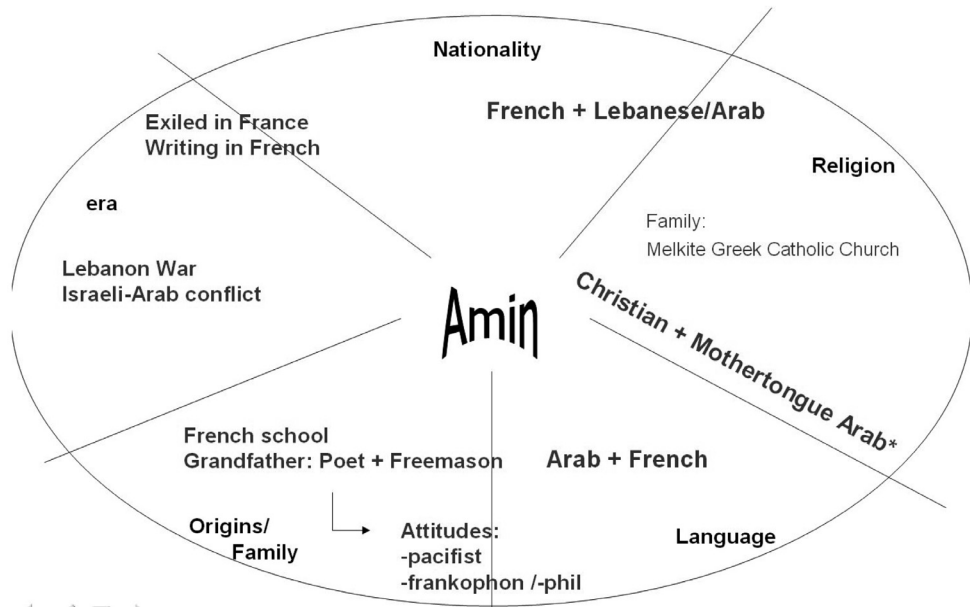 Nationality
French + Lebanese/Arab
Exiled in France
Writing in French
era
Lebanon War
Israeli-Arab conflict
Religion
Family:
Melkite Greek Catholic Church
Christian + Mothertongue Arab*
Amin
French school
Grandfather: Poet + Freemason
Origins/
Family
Attitudes:
-pacifist
-frankophon /-phil
Arab + French
Language